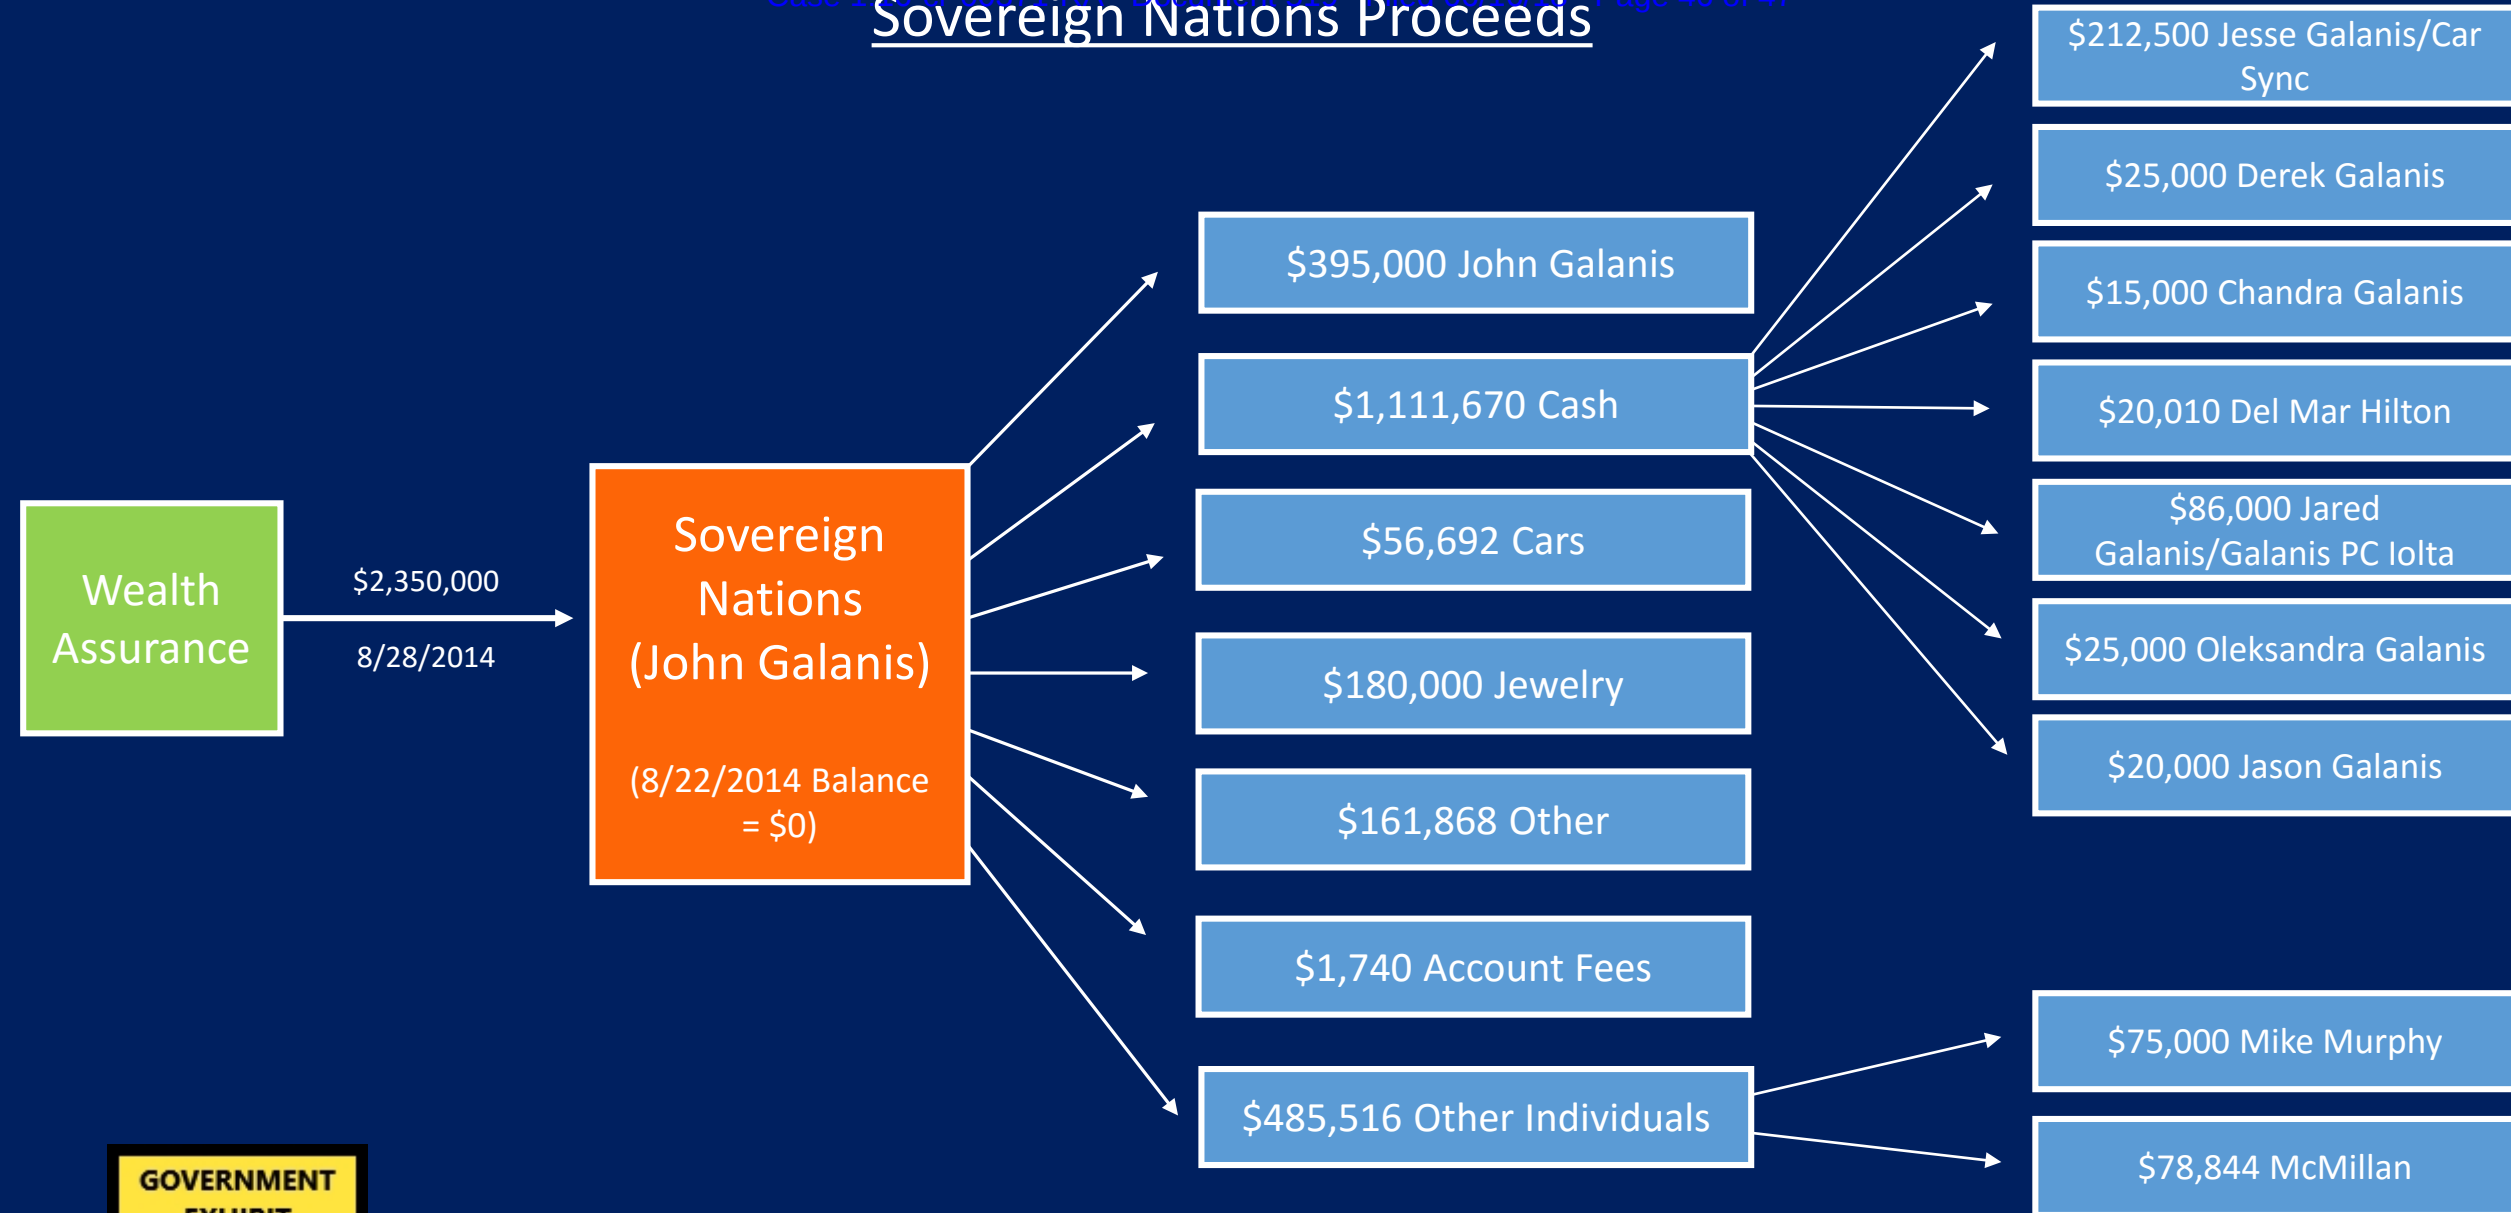 Sovereign Nations Proceeds
Wealth
Assurance
$2,350,000
8/28/2014
Sovereign
Nations
(John Galanis)
(8/22/2014 Balance
= $0)
$395,000 John Galanis
$1,111,670 Cash
$56,692 Cars
$180,000 Jewelry
$161,868 Other
$1,740 Account Fees
$485,516 Other Individuals
$212,500 Jesse Galanis/Car
Sync
$25,000 Derek Galanis
$15,000 Chandra Galanis
$20,010 Del Mar Hilton
$86,000 Jared
Galanis/Galanis PC Iolta
$25,000 Oleksandra Galanis
$20,000 Jason Galanis
$75,000 Mike Murphy
$78,844 McMillan
GOVERNMENT
EXHIBIT